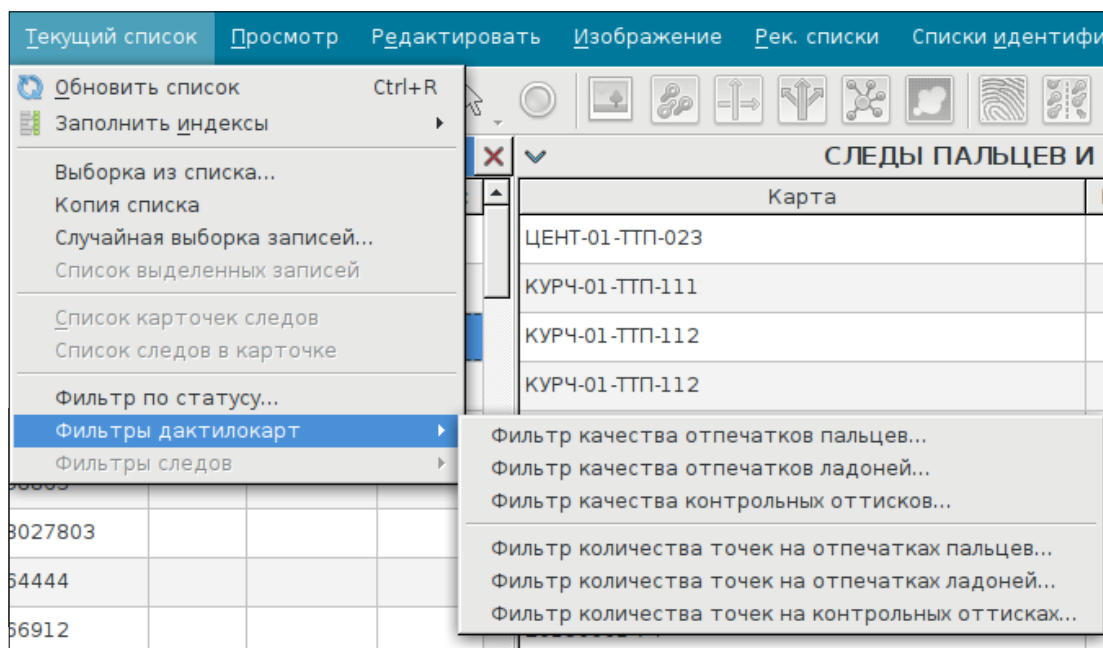 Текущий список Просмотр Редактировать Изображение Рек. списки Списки
Обновить список Ctrl+R
Заполнить индексы
СЛЕДЫ ПАЛЬЦЕВ И
Выборка из списка...
Карта
Копия списка
Случайная выборка записей...
ЦЕНТ-01-ТТП-023
Список выделенных записей
КУРЧ-01-ТТП-111
Список карточек следов
КУРЧ-01-ТТП-112
Список следов в карточке
КУРЧ-01-ТТП-112
Фильтр по статусу...
Фильтры дактилокарт
Фильтр качества отпечатков пальцев...
Фильтры следов
Фильтр качества отпечатков ладоней...
Фильтр качества контрольных оттисков...
Фильтр количества точек на отпечатках пальцев...
Фильтр количества точек на отпечатках ладоней...
Фильтр количества точек на контрольных оттисках...
8027803
64444
66912